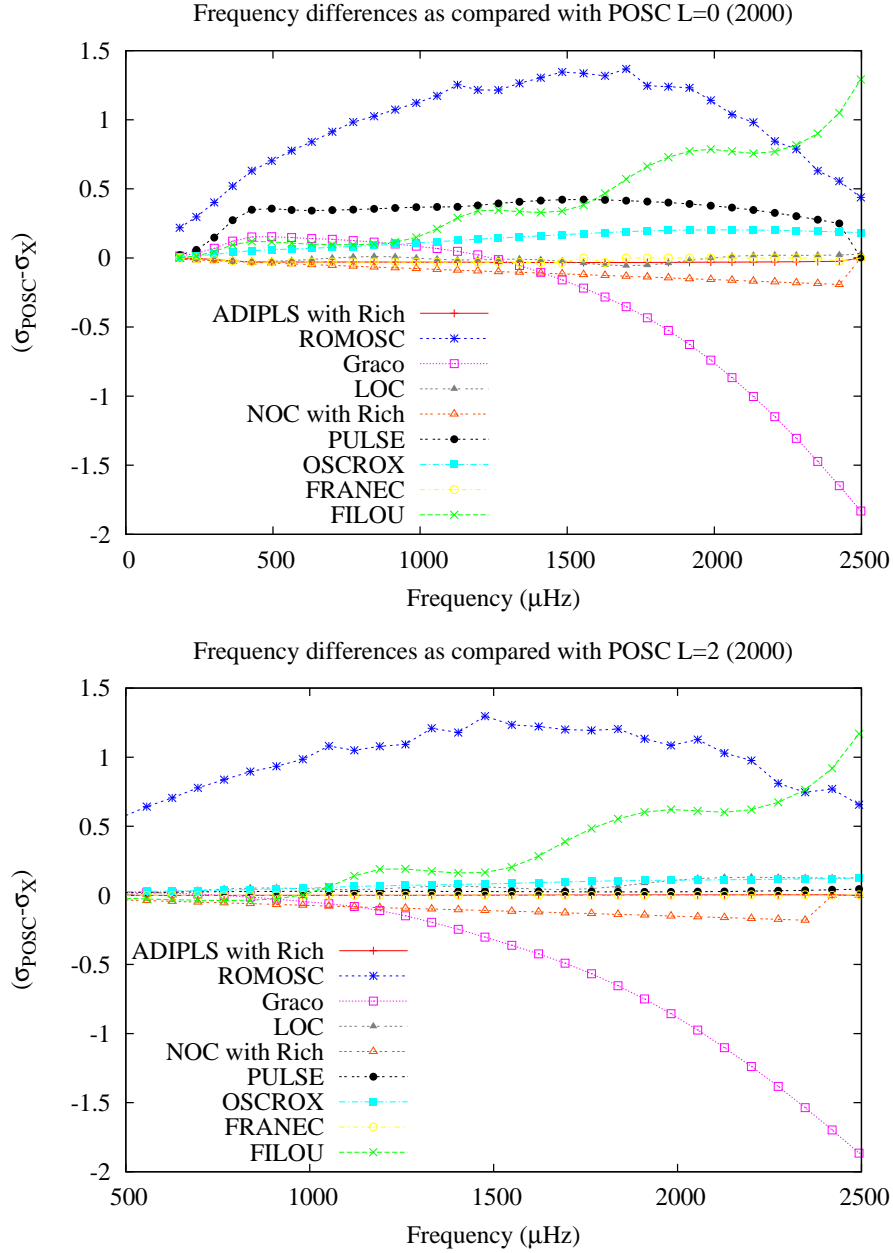 Frequency differences as compared with POSC L=0 (2000)
1.5
1
0.5
0
-0.5
-1
-1.5
-2
(σPOSC-σX)
ADIPLS with Rich
ROMOSC
Graco
LOC
NOC with Rich
PULSE
OSCROX
FRANEC
FILOU
0 500 1000 1500 2000 2500
Frequency (μHz)
Frequency differences as compared with POSC L=2 (2000)
1.5
1
0.5
0
-0.5
-1
-1.5
-2
(σPOSC-σX)
ADIPLS with Rich
ROMOSC
Graco
LOC
NOC with Rich
PULSE
OSCROX
FRANEC
FILOU
500 1000 1500 2000 2500
Frequency (μHz)